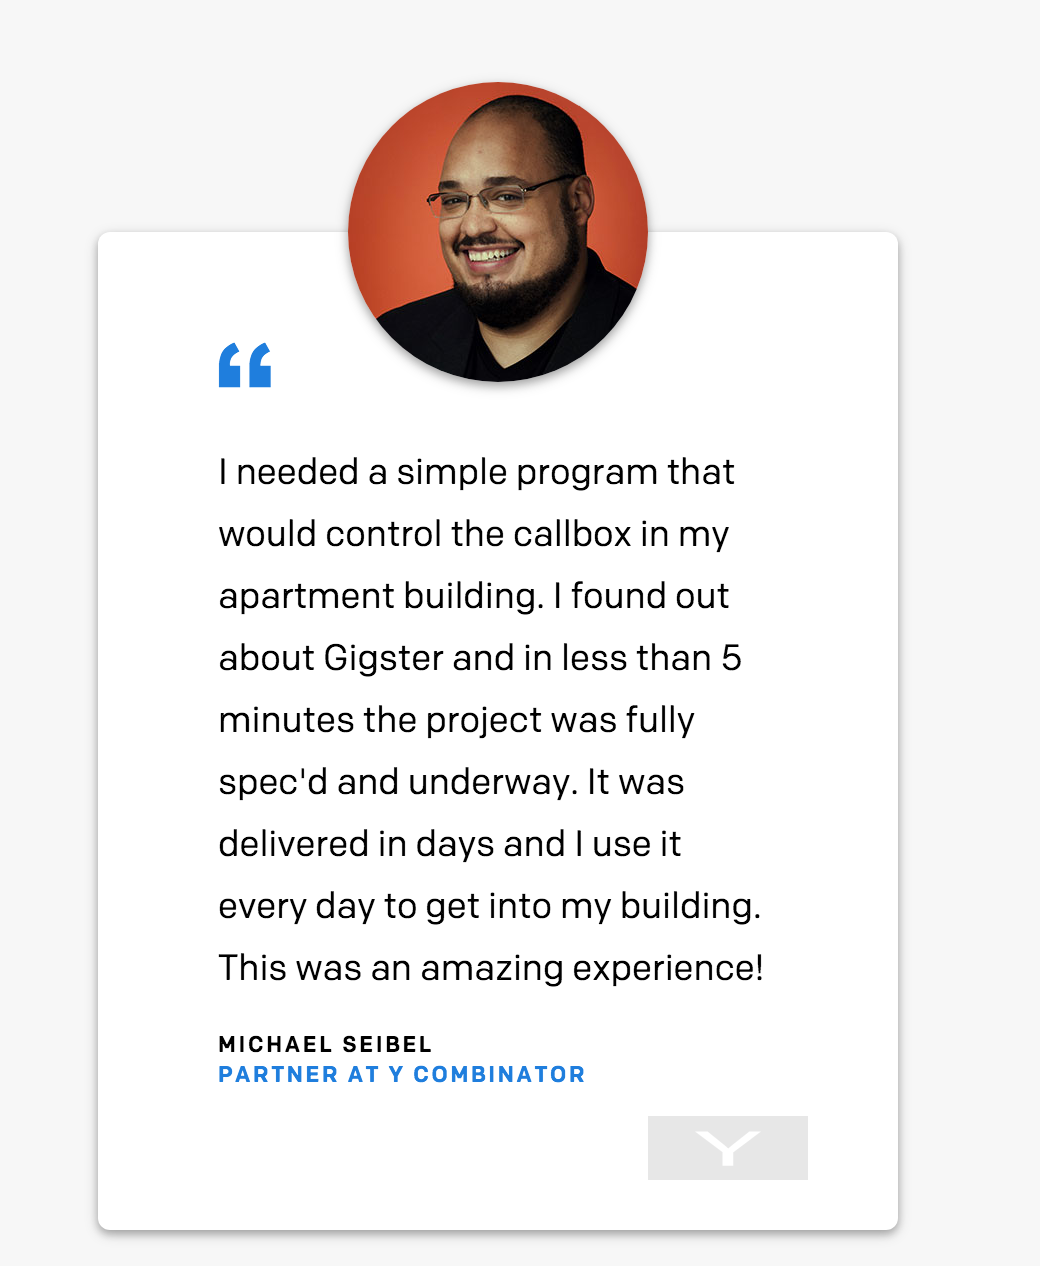 “
I needed a simple program that
would control the callbox in my
apartment building. I found out
about Gigster and in less than 5
minutes the project was fully
spec'd and underway. It was
delivered in days and I use it
every day to get into my building.
This was an amazing experience!
MICHAEL SEIBEL
PARTNER AT Y COMBINATOR
Y